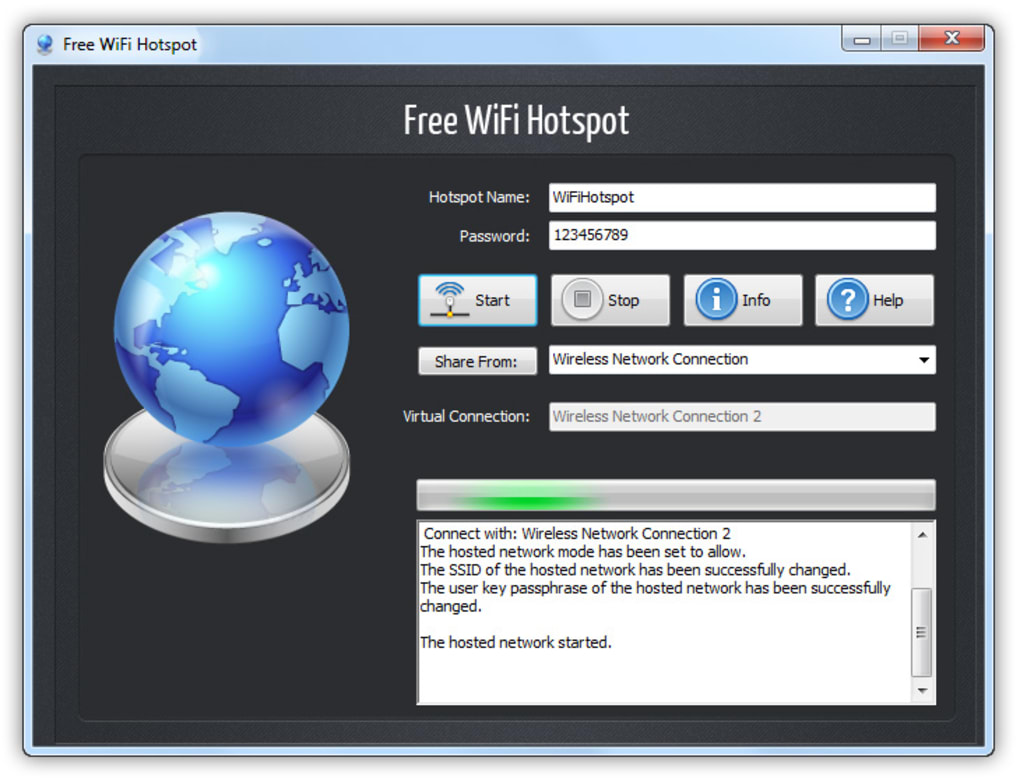 Free WiFi Hotspot
Free WiFi Hotspot
Hotspot Name: WiFiHotspot
Password: 123456789
Start Stop Info Help
Share From: Wireless Network Connection
Virtual Connection: Wireless Network Connection 2
Connect with: Wireless Network Connection 2
The hosted network mode has been set to allow.
The SSID of the hosted network has been successfully changed.
The user key passphrase of the hosted network has been successfully
changed.
The hosted network started.